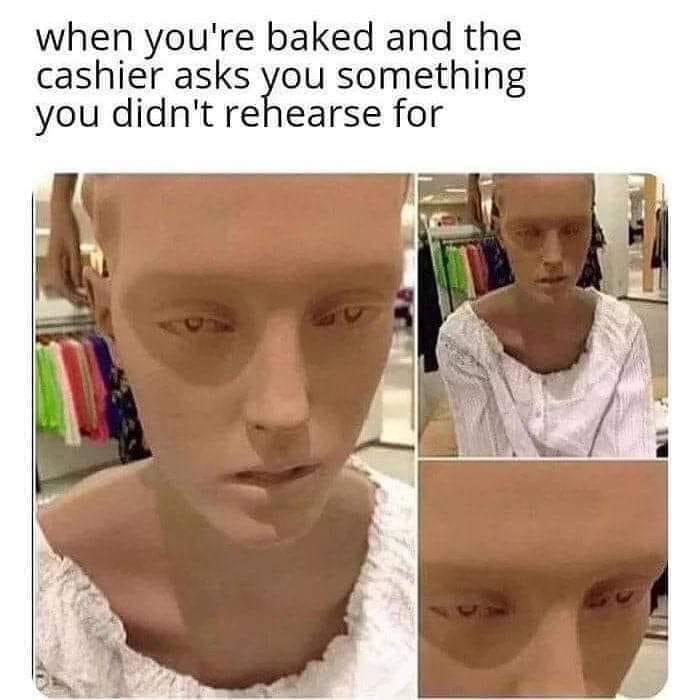 when you're baked and the
cashier asks you something
you didn't rehearse for